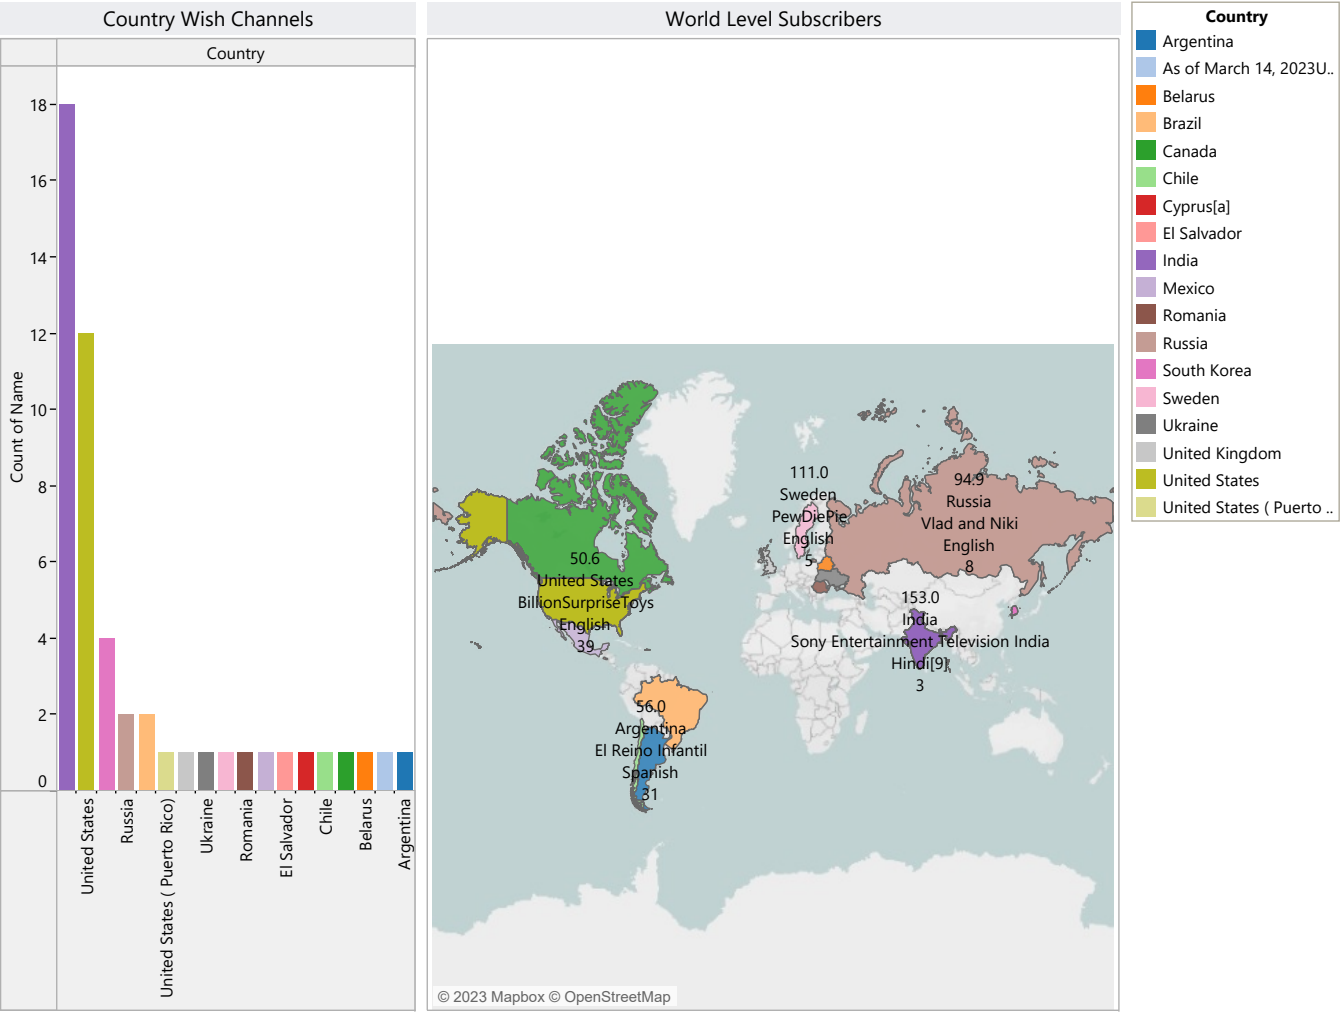 Country Wish Channels
World Level Subscribers
Country
Count of Name
18
16
14
12
10
8
6
4
2
0
United States
Russia
United States ( Puerto Rico)
Ukraine
Romania
El Salvador
Chile
Belarus
Argentina
111.0
Sweden
PewDiePie
English
5
94.9
Russia
Vlad and Niki
English
8
50.6
United States
BillionSurpriseToys
English
39
153.0
India
Sony Entertainment Television India
Hindi[9]
3
56.0
Argentina
El Reino Infantil
Spanish
31
© 2023 Mapbox © OpenStreetMap
Country
Argentina
As of March 14, 2023U..
Belarus
Brazil
Canada
Chile
Cyprus[a]
El Salvador
India
Mexico
Romania
Russia
South Korea
Sweden
Ukraine
United Kingdom
United States
United States ( Puerto ..